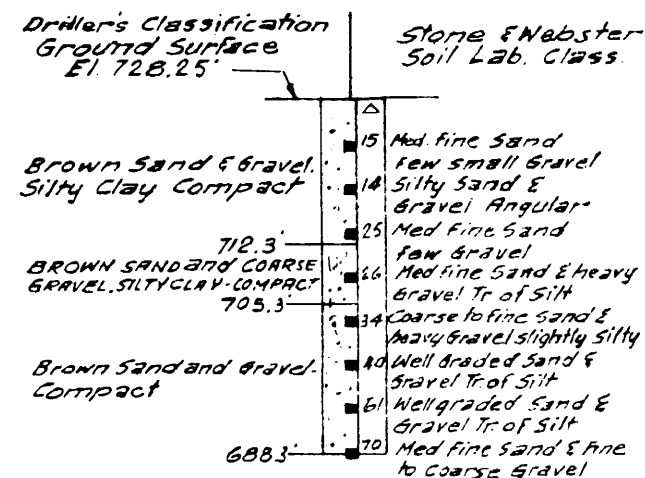 Driller's Classification
Ground Surface
El. 728.25'
Stone & Webster
Soil Lab. Class.
Brown Sand & Gravel.
Silty Clay Compact
712.3'
BROWN SAND and COARSE
GRAVEL. SILTY CLAY - COMPACT
705.3'
Brown Sand and Gravel-
Compact
688.3'
15 Med. Fine Sand
Few small Gravel
14 Silty Sand &
Gravel Angular
25 Med Fine Sand
few Gravel
66 Med Fine Sand & heavy
Gravel Tr. of Silt
34 Coarse to Fine Sand &
heavy Gravel slightly Silty
Well Graded Sand &
Gravel Tr. of Silt
61 Well graded Sand &
Gravel Tr. of Silt
70 Med Fine Sand & Fine
to Coarse Gravel